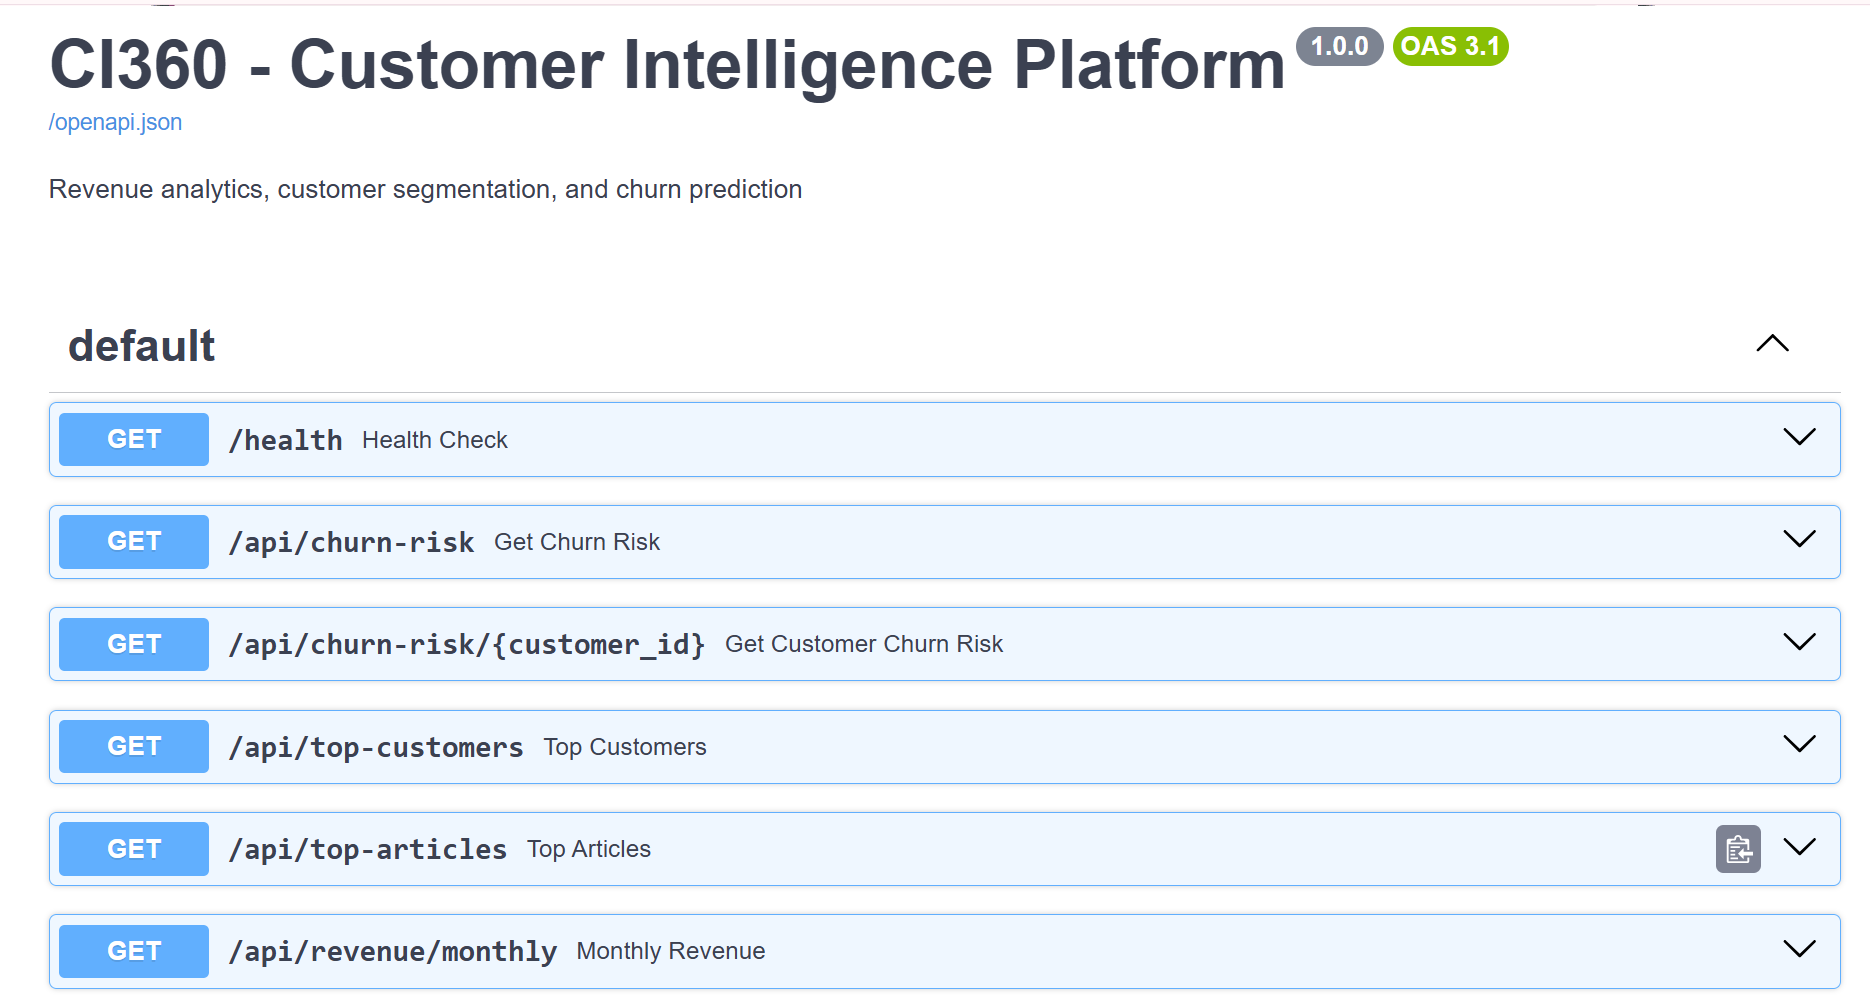 CI360 - Customer Intelligence Platform 1.0.0 OAS 3.1
/openapi.json
Revenue analytics, customer segmentation, and churn prediction
default
GET /health Health Check
GET /api/churn-risk Get Churn Risk
GET /api/churn-risk/{customer_id} Get Customer Churn Risk
GET /api/top-customers Top Customers
GET /api/top-articles Top Articles
GET /api/revenue/monthly Monthly Revenue